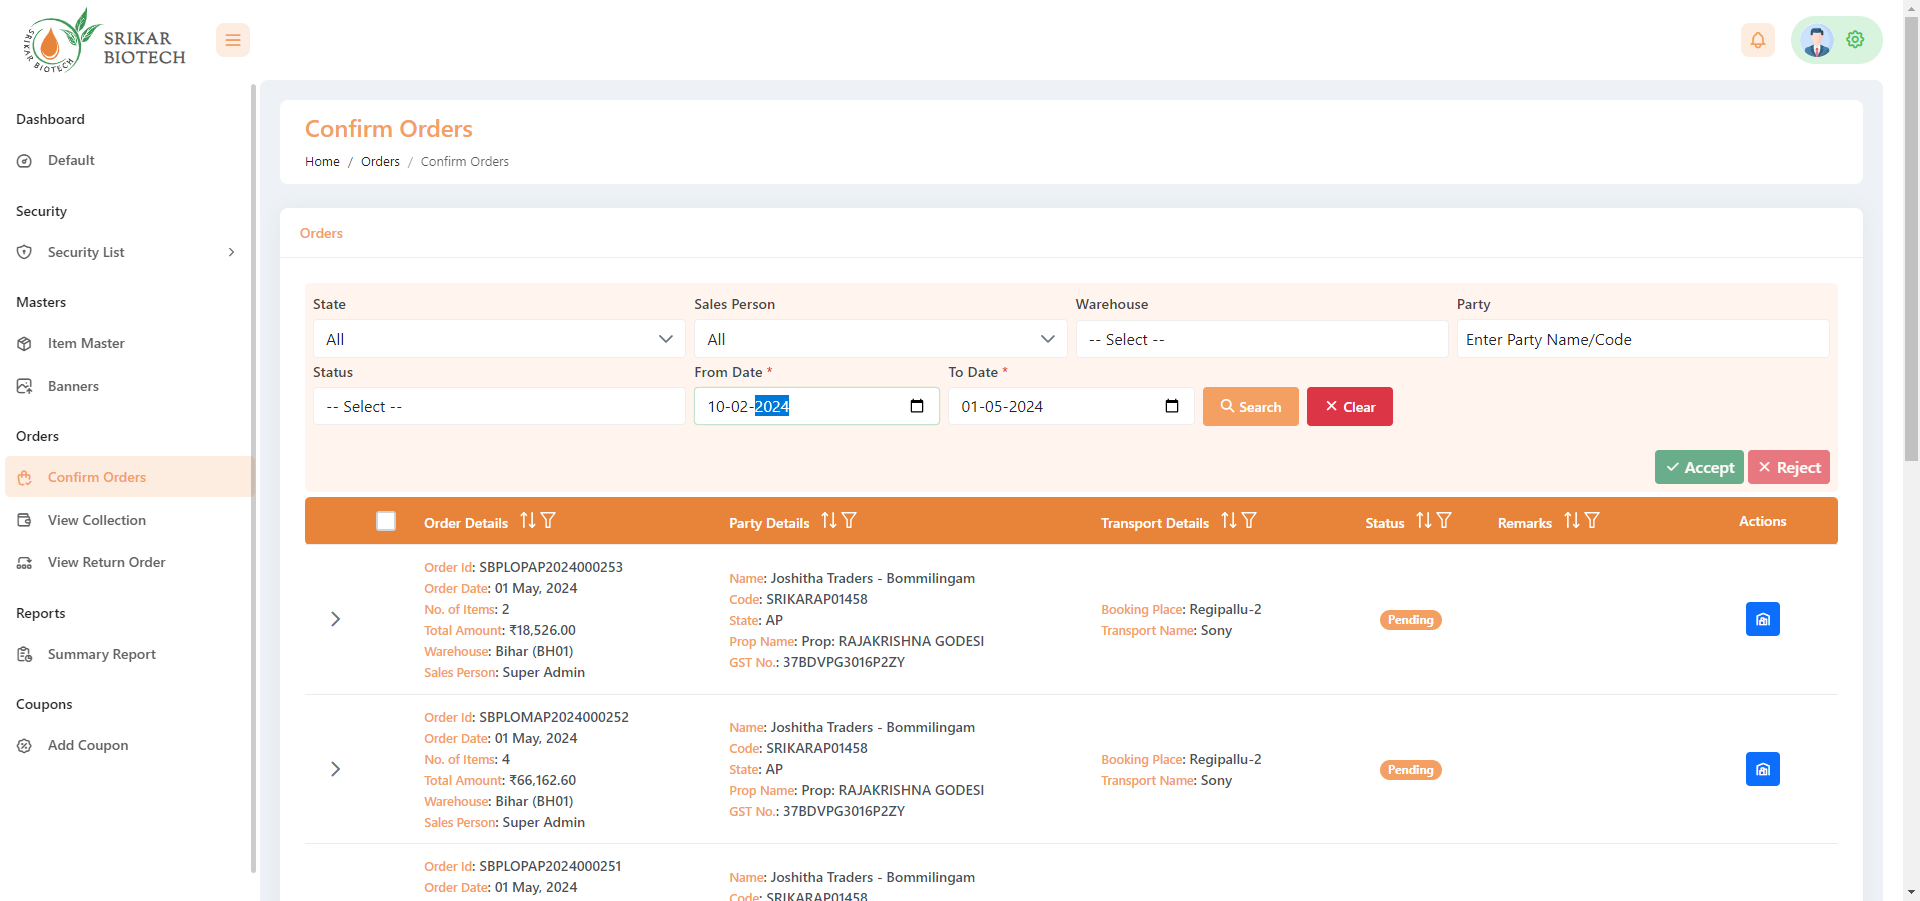 SRIKAR BIOTECH
SRIKAR
BIOTECH
Dashboard
Default
Security
Security List
Masters
Item Master
Banners
Orders
Confirm Orders
View Collection
View Return Order
Reports
Summary Report
Coupons
Add Coupon
Confirm Orders
Home / Orders / Confirm Orders
Orders
State Sales Person Warehouse Party
All All -- Select -- Enter Party Name/Code
Status From Date * To Date *
-- Select -- 10-02-2024 01-05-2024 Search Clear
Accept Reject
Order Details Party Details Transport Details Status Remarks Actions
Order Id: SBPLOPAP2024000253
Order Date: 01 May, 2024
No. of Items: 2
Total Amount: ₹18,526.00
Warehouse: Bihar (BH01)
Sales Person: Super Admin
Name: Joshitha Traders - Bommilingam
Code: SRIKARAP01458
State: AP
Prop Name: Prop: RAJAKRISHNA GODESI
GST No.: 37BDVPG3016P2ZY
Booking Place: Regipallu-2
Transport Name: Sony
Pending
Order Id: SBPLOMAP2024000252
Order Date: 01 May, 2024
No. of Items: 4
Total Amount: ₹66,162.60
Warehouse: Bihar (BH01)
Sales Person: Super Admin
Name: Joshitha Traders - Bommilingam
Code: SRIKARAP01458
State: AP
Prop Name: Prop: RAJAKRISHNA GODESI
GST No.: 37BDVPG3016P2ZY
Booking Place: Regipallu-2
Transport Name: Sony
Pending
Order Id: SBPLOPAP2024000251
Order Date: 01 May, 2024
Name: Joshitha Traders - Bommilingam
Code: SRIKARAP01458